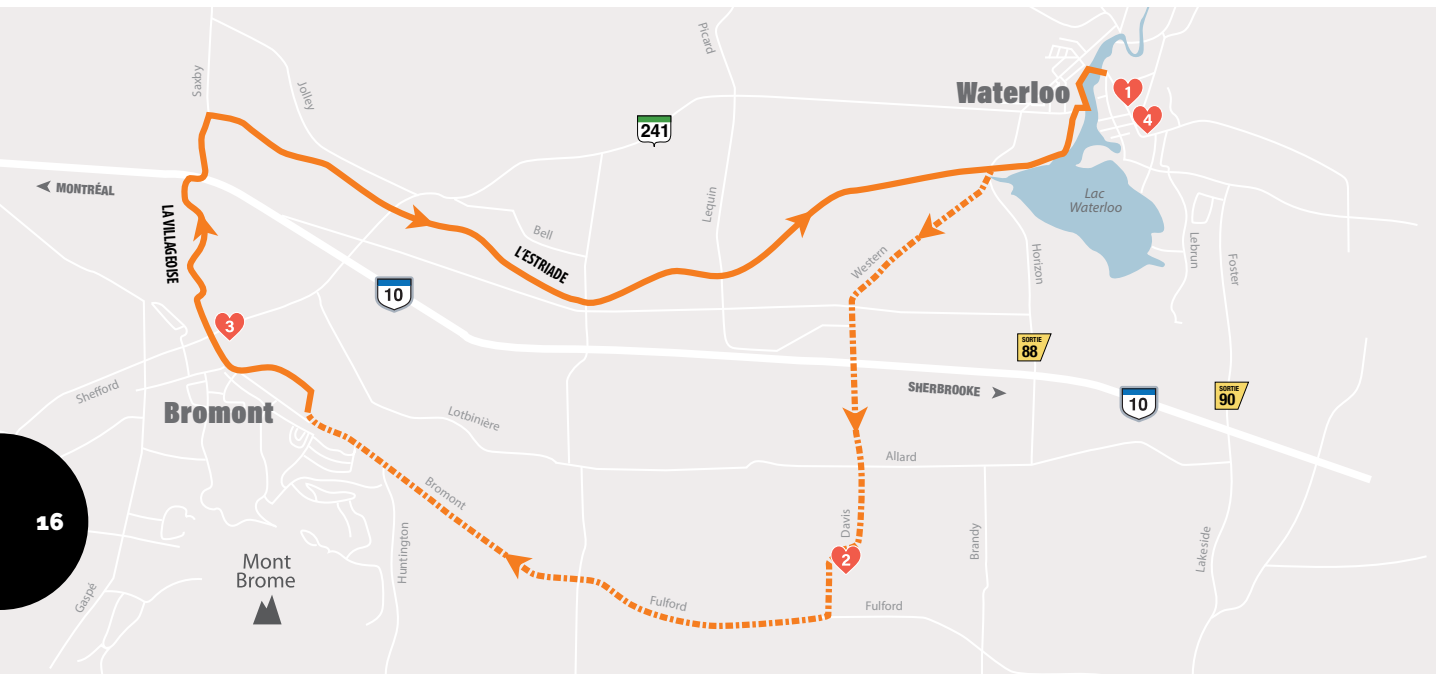 Saxby
Jolley
Picard
241
Waterloo
1
4
MONTRÉAL
LA VILLAGEOISE
Bell
L'ESTRIADE
Lequin
Lac
Waterloo
Western
Horizon
Lebrun
Foster
10
3
SORTIE
88
SHERBROOKE
10
SORTIE
90
Shefford
Bromont
Lotbinière
Allard
Bromont
16
Davis
2
Brandy
Lakeside
Huntington
Mont
Brome
Gaspé
Fulford
Fulford